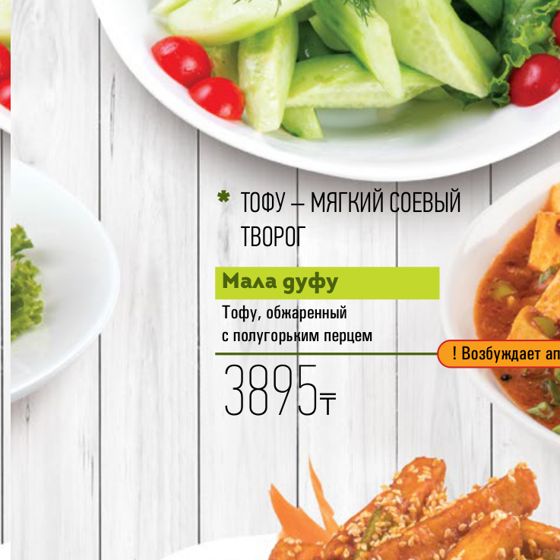 * ТОФУ – МЯГКИЙ СОЕВЫЙ
ТВОРОГ
Мала дуфу
Тофу, обжаренный
с полугорьким перцем
! Возбуждает ап
3895₸